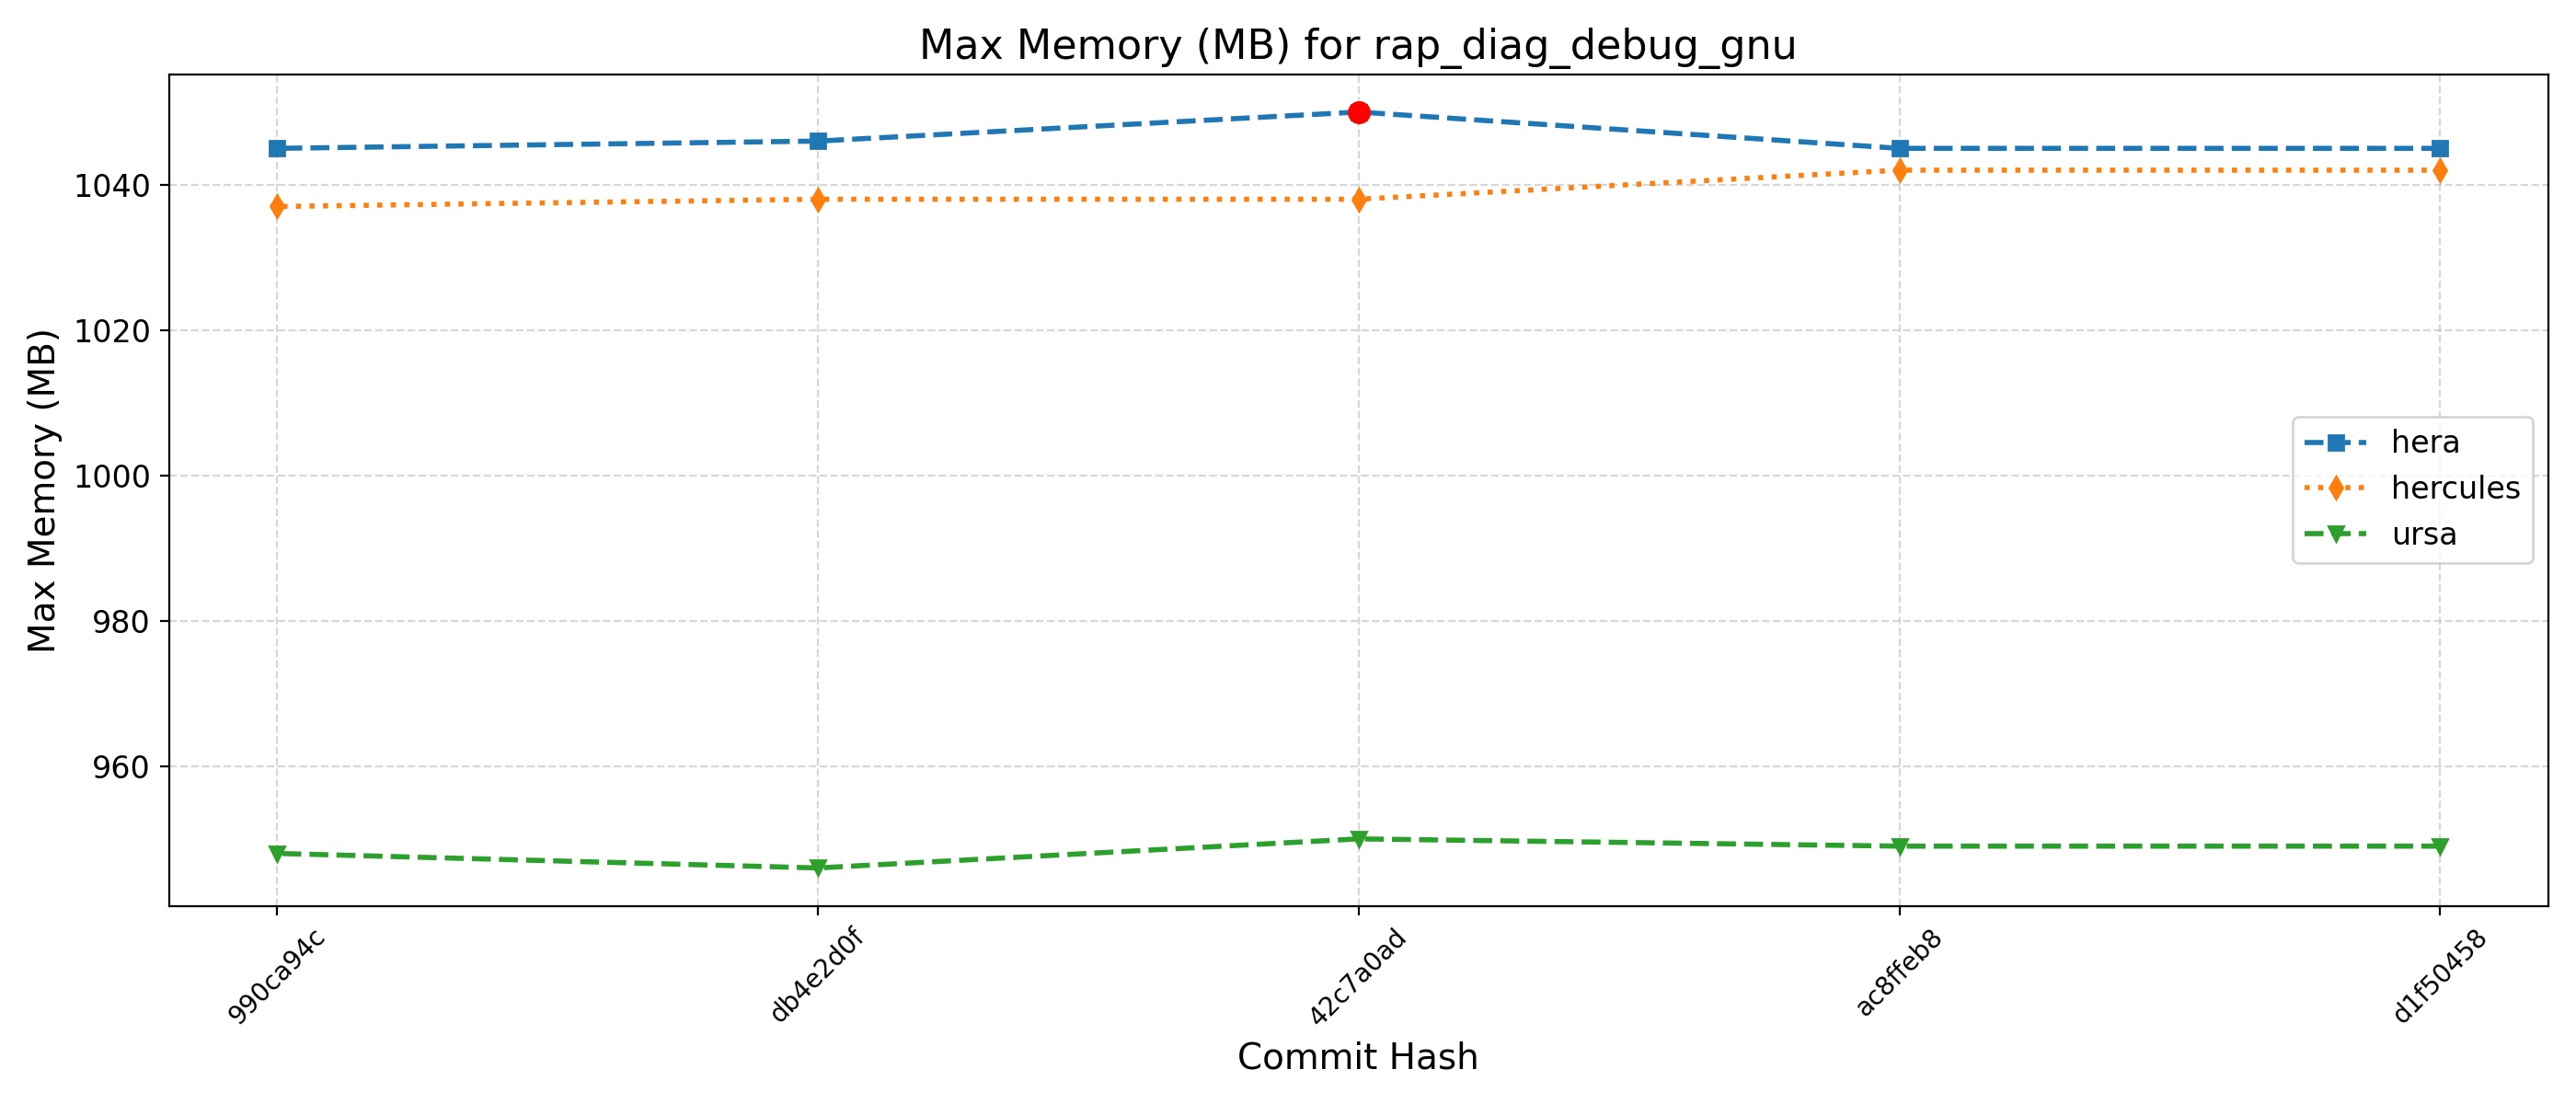 Max Memory (MB) for rap_diag_debug_gnu
Max Memory (MB)
1040
1020
1000
980
960
hera
hercules
ursa
990ca94c
db4e2d0f
42c7a0ad
ac8ffeb8
d1f50458
Commit Hash